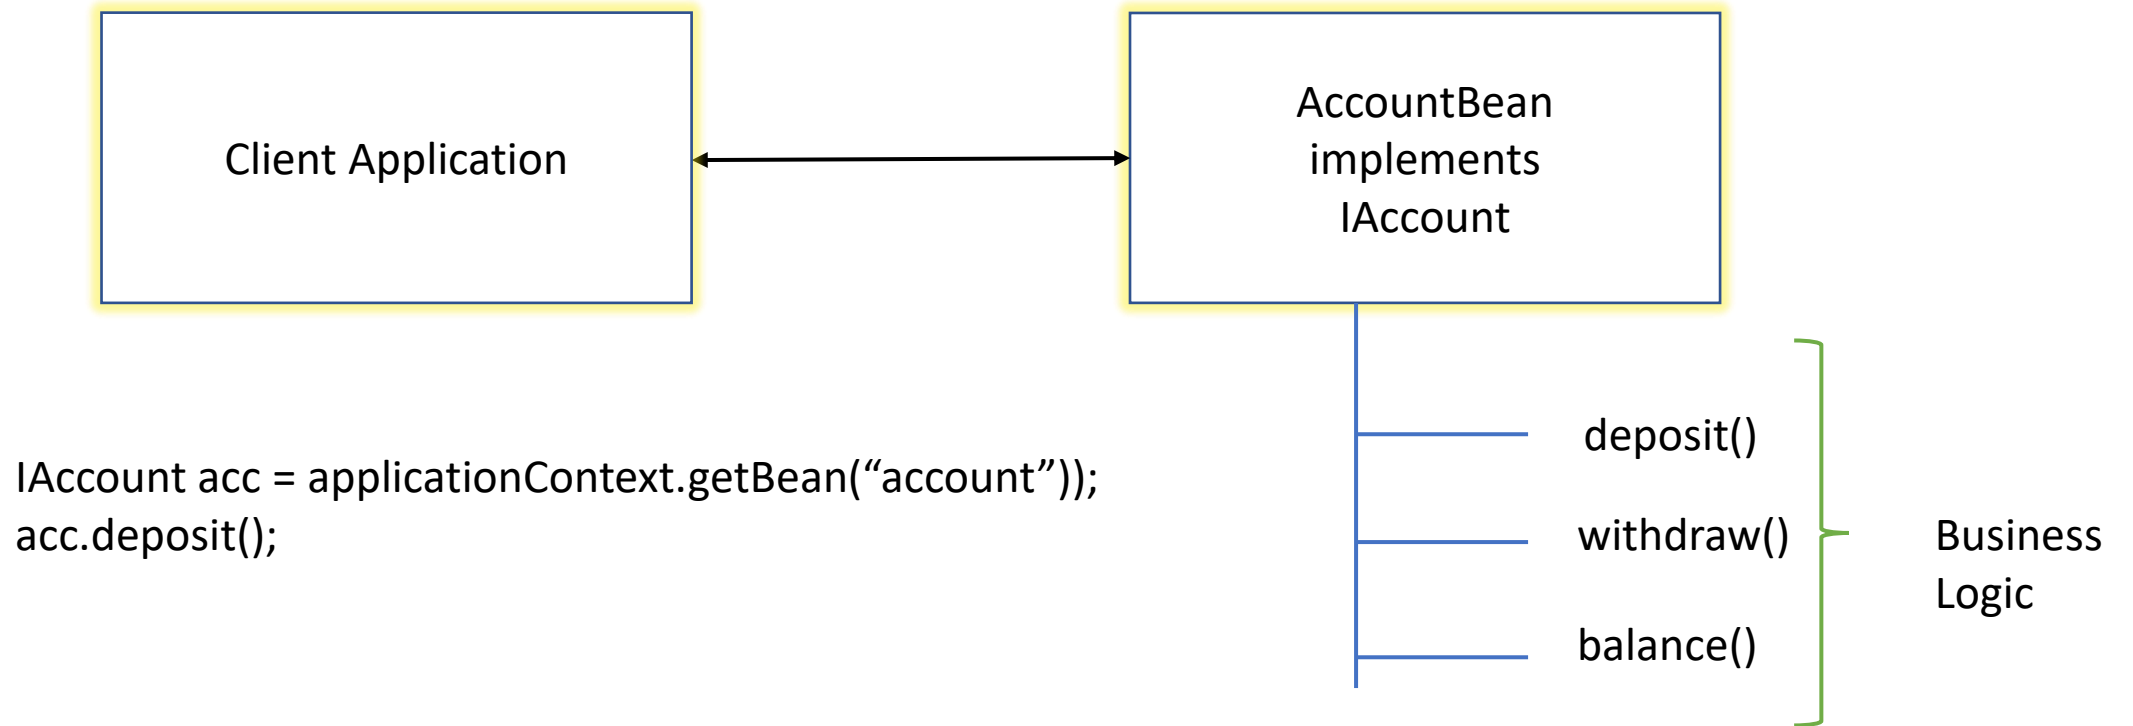 Client Application
AccountBean
implements
IAccount
IAccount acc = applicationContext.getBean(“account”));
acc.deposit();
deposit()
withdraw()
balance()
Business
Logic